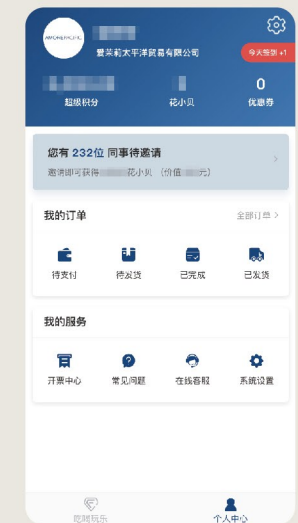 AMOREPACIFIC
爱茉莉太平洋贸易有限公司
今天签到 +1
0
超级积分
花小贝
优惠券
您有 232位 同事待邀请
邀请即可获得 花小贝 (价值 元)
我的订单
全部订单
待支付
待发货
已完成
已发货
我的服务
开票中心
常见问题
在线客服
系统设置
吃喝玩乐
个人中心